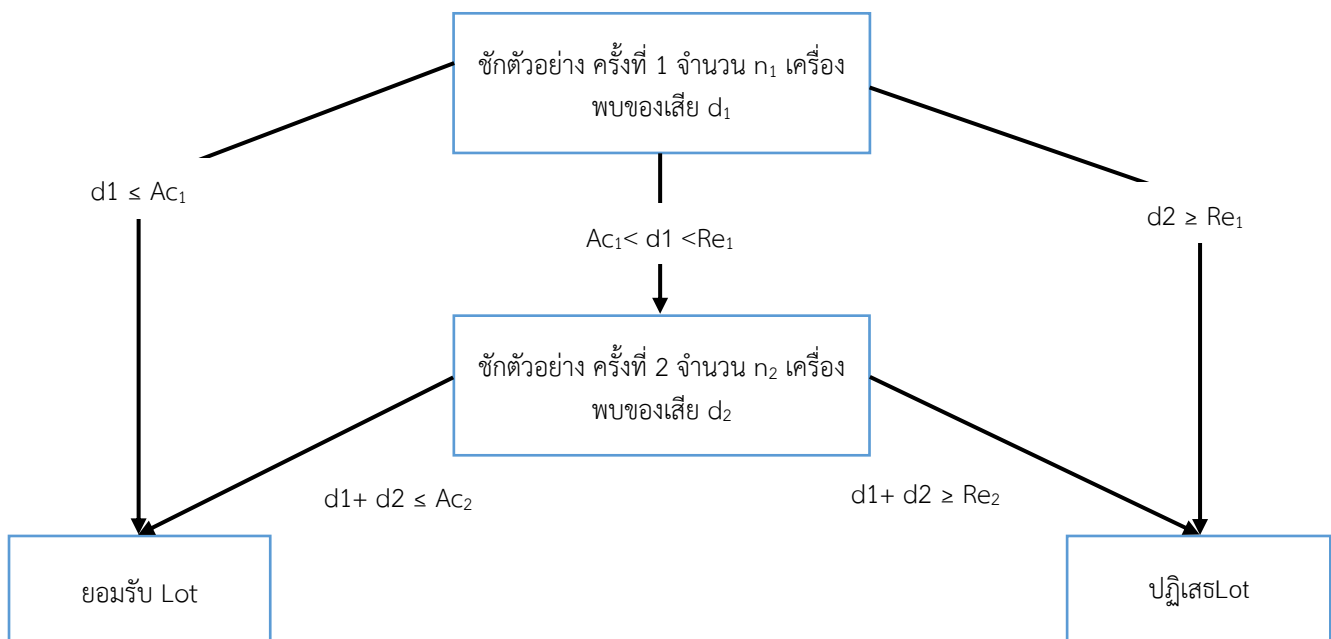 ชักตัวอย่าง ครั้งที่ 1 จำนวน n₁ เครื่อง
พบของเสีย d₁
d1 ≤ Ac₁
d2 ≥ Re₁
Ac₁< d1 <Re₁
ชักตัวอย่าง ครั้งที่ 2 จำนวน n₂ เครื่อง
พบของเสีย d₂
d1+ d2 ≤ Ac₂
d1+ d2 ≥ Re₂
ยอมรับ Lot
ปฏิเสธLot